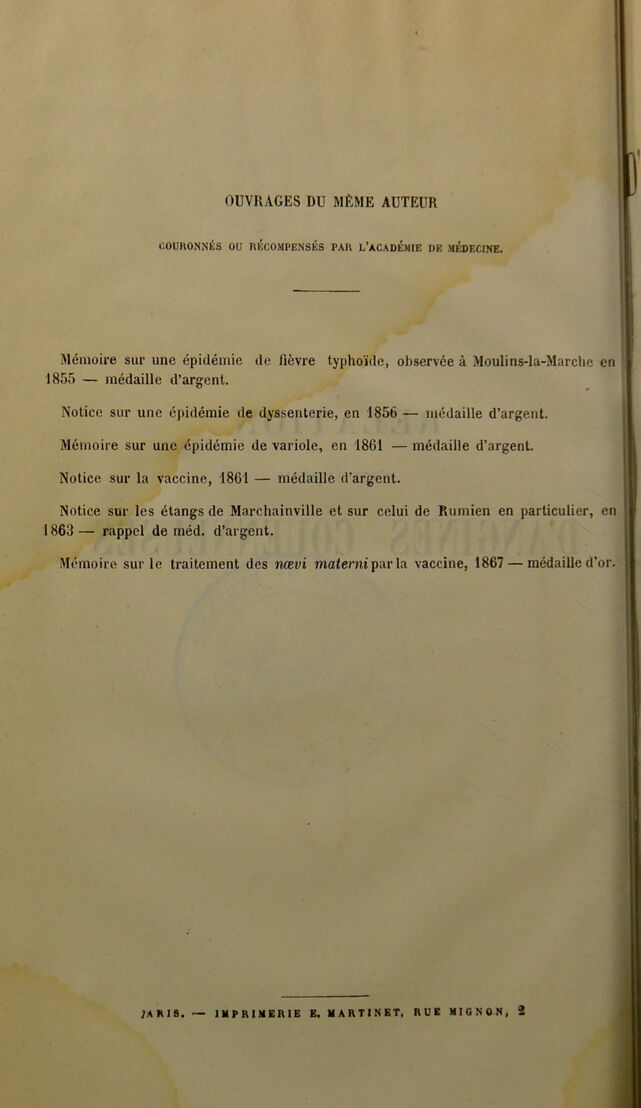 OUVRAGES DU MÊME AUTEUR
COURONNÉS OU RÉCOMPENSÉS PAR L'ACADÉMIE DE MÉDECINE.
Mémoire sur une épidémie de fièvre typhoïde, observée à Moulins-la-Marche en
1855 — médaille d'argent.
Notice sur une épidémie de dyssenterie, en 1856 — médaille d'argent.
Mémoire sur une épidémie de variole, en 1861 — médaille d'argent.
Notice sur la vaccine, 1861 — médaille d'argent.
Notice sur les étangs de Marchainville et sur celui de Rumien en particulier, en
1863 — rappel de méd. d'argent.
Mémoire sur le traitement des nævi materni par la vaccine, 1867 — médaille d'or.
PARIS. — IMPRIMERIE E. MARTINET, RUE MIGNON, 2